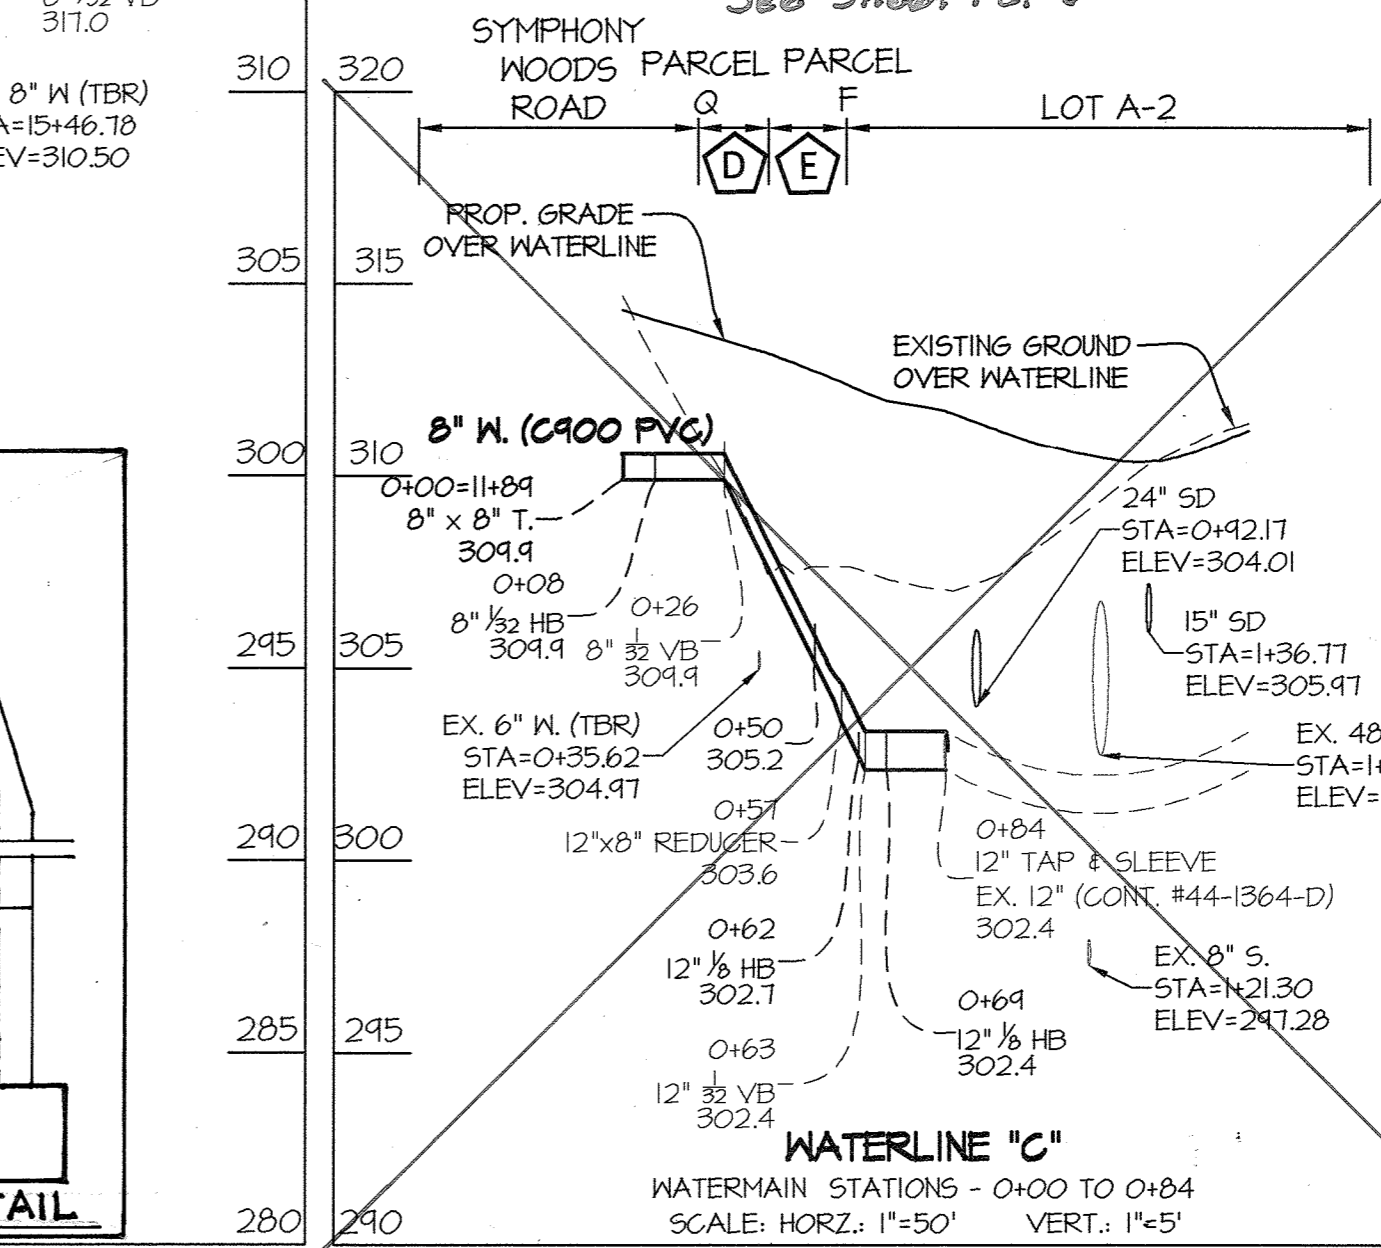 317.0
8" W (TBR)
A=15+46.78
EV=310.50
310
305
300
295
290
285
280
TAIL
320
315
310
305
300
295
290
SYMPHONY
WOODS
ROAD
PARCEL
Q
PARCEL
F
LOT A-2
D
E
PROP. GRADE
OVER WATERLINE
EXISTING GROUND
OVER WATERLINE
8" W. (C900 PVC)
0+00=11+89
8" x 8" T.
309.9
0+08
8" 1/32 HB
309.9
0+26
8" 1/32 VB
309.9
EX. 6" W. (TBR)
STA=0+35.62
ELEV=304.97
0+50
305.2
0+57
12"x8" REDUCER
303.6
0+62
12" 1/8 HB
302.7
0+63
12" 1/32 VB
302.4
0+69
12" 1/8 HB
302.4
24" SD
STA=0+92.17
ELEV=304.01
15" SD
STA=1+36.77
ELEV=305.97
EX. 48
STA=1+
ELEV=
0+84
12" TAP & SLEEVE
EX. 12" (CONT. #44-1364-D)
302.4
EX. 8" S.
STA=1+21.30
ELEV=297.28
WATERLINE "C"
WATERMAIN STATIONS - 0+00 TO 0+84
SCALE: HORZ.: 1"=50' VERT.: 1"=5'